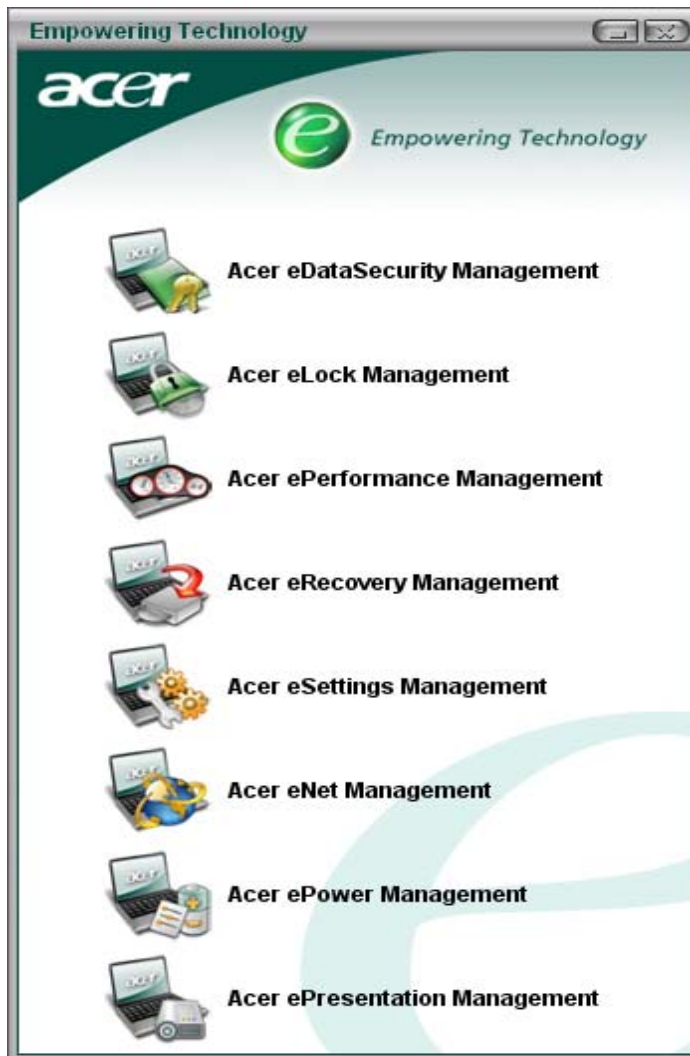 Empowering Technology
acer
e Empowering Technology
Acer eDataSecurity Management
Acer eLock Management
Acer ePerformance Management
Acer eRecovery Management
Acer eSettings Management
Acer eNet Management
Acer ePower Management
Acer ePresentation Management